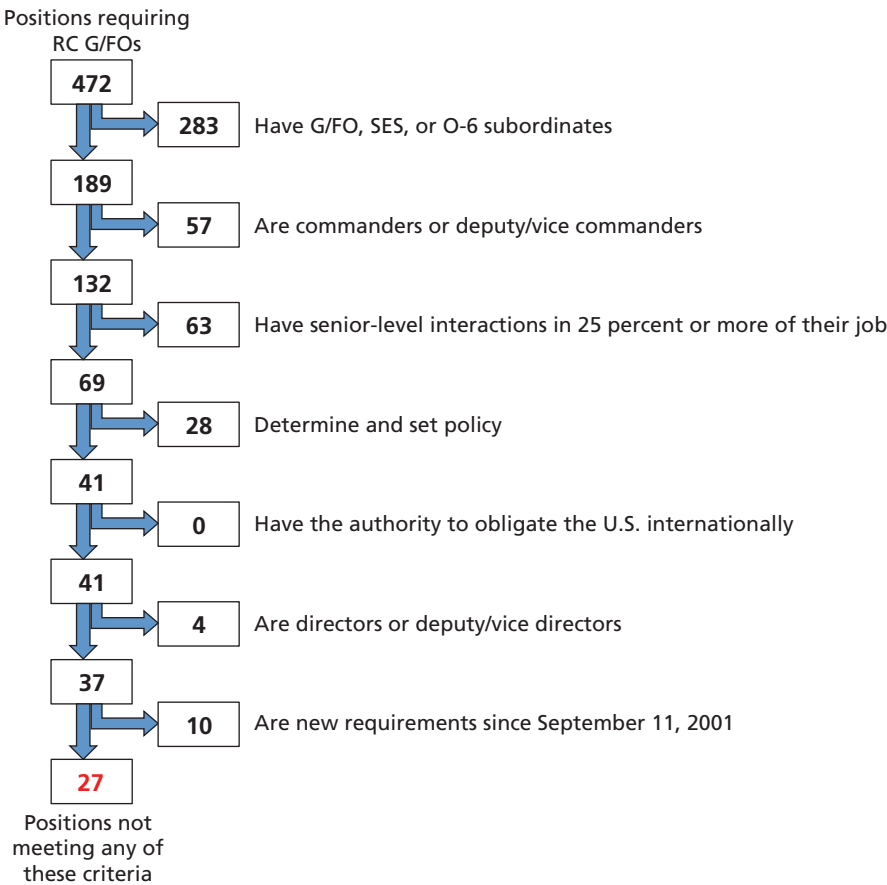 Positions requiring
RC G/FOs
472
283 Have G/FO, SES, or O-6 subordinates
189
57 Are commanders or deputy/vice commanders
132
63 Have senior-level interactions in 25 percent or more of their job
69
28 Determine and set policy
41
0 Have the authority to obligate the U.S. internationally
41
4 Are directors or deputy/vice directors
37
10 Are new requirements since September 11, 2001
27
Positions not
meeting any of
these criteria